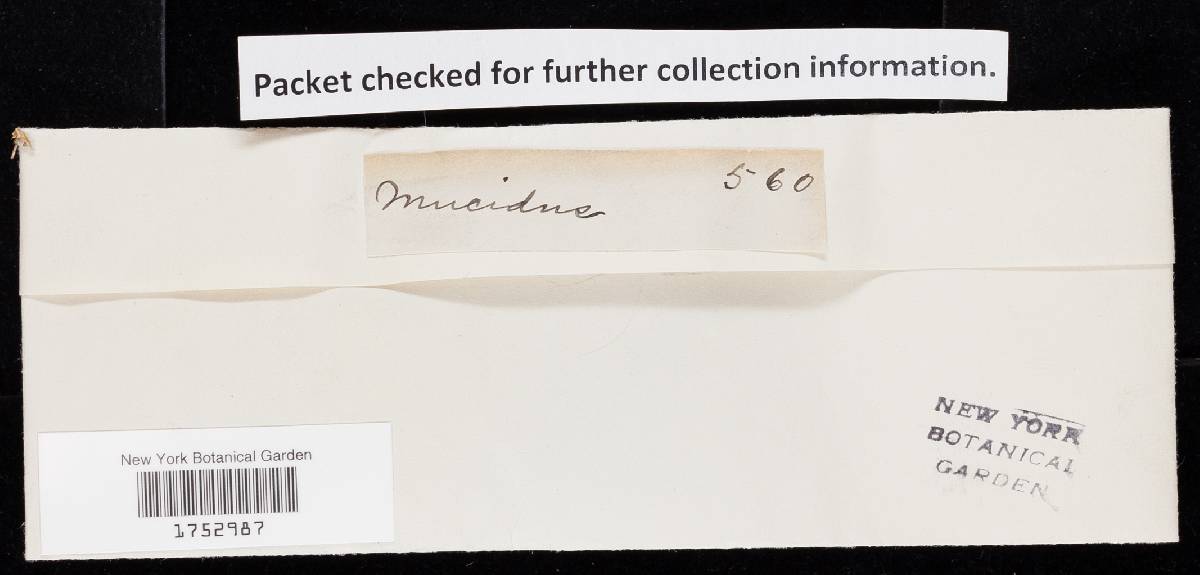 Packet checked for further collection information.
Mucidus 560
New York Botanical Garden
1752987
NEW YORK
BOTANICAL
GARDEN